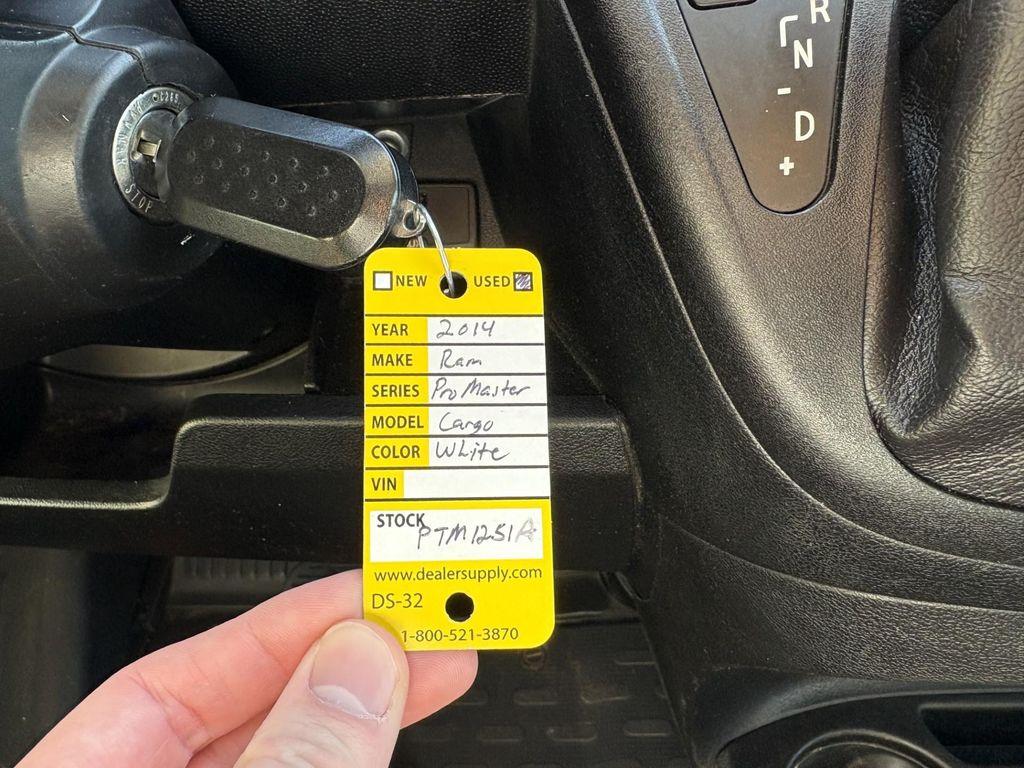 R
N
-
D
+
STOP
NEW USED
YEAR 2014
MAKE Ram
SERIES ProMaster
MODEL Cargo
COLOR White
VIN
STOCK
PTM1251A
www.dealersupply.com
DS-32
1-800-521-3870